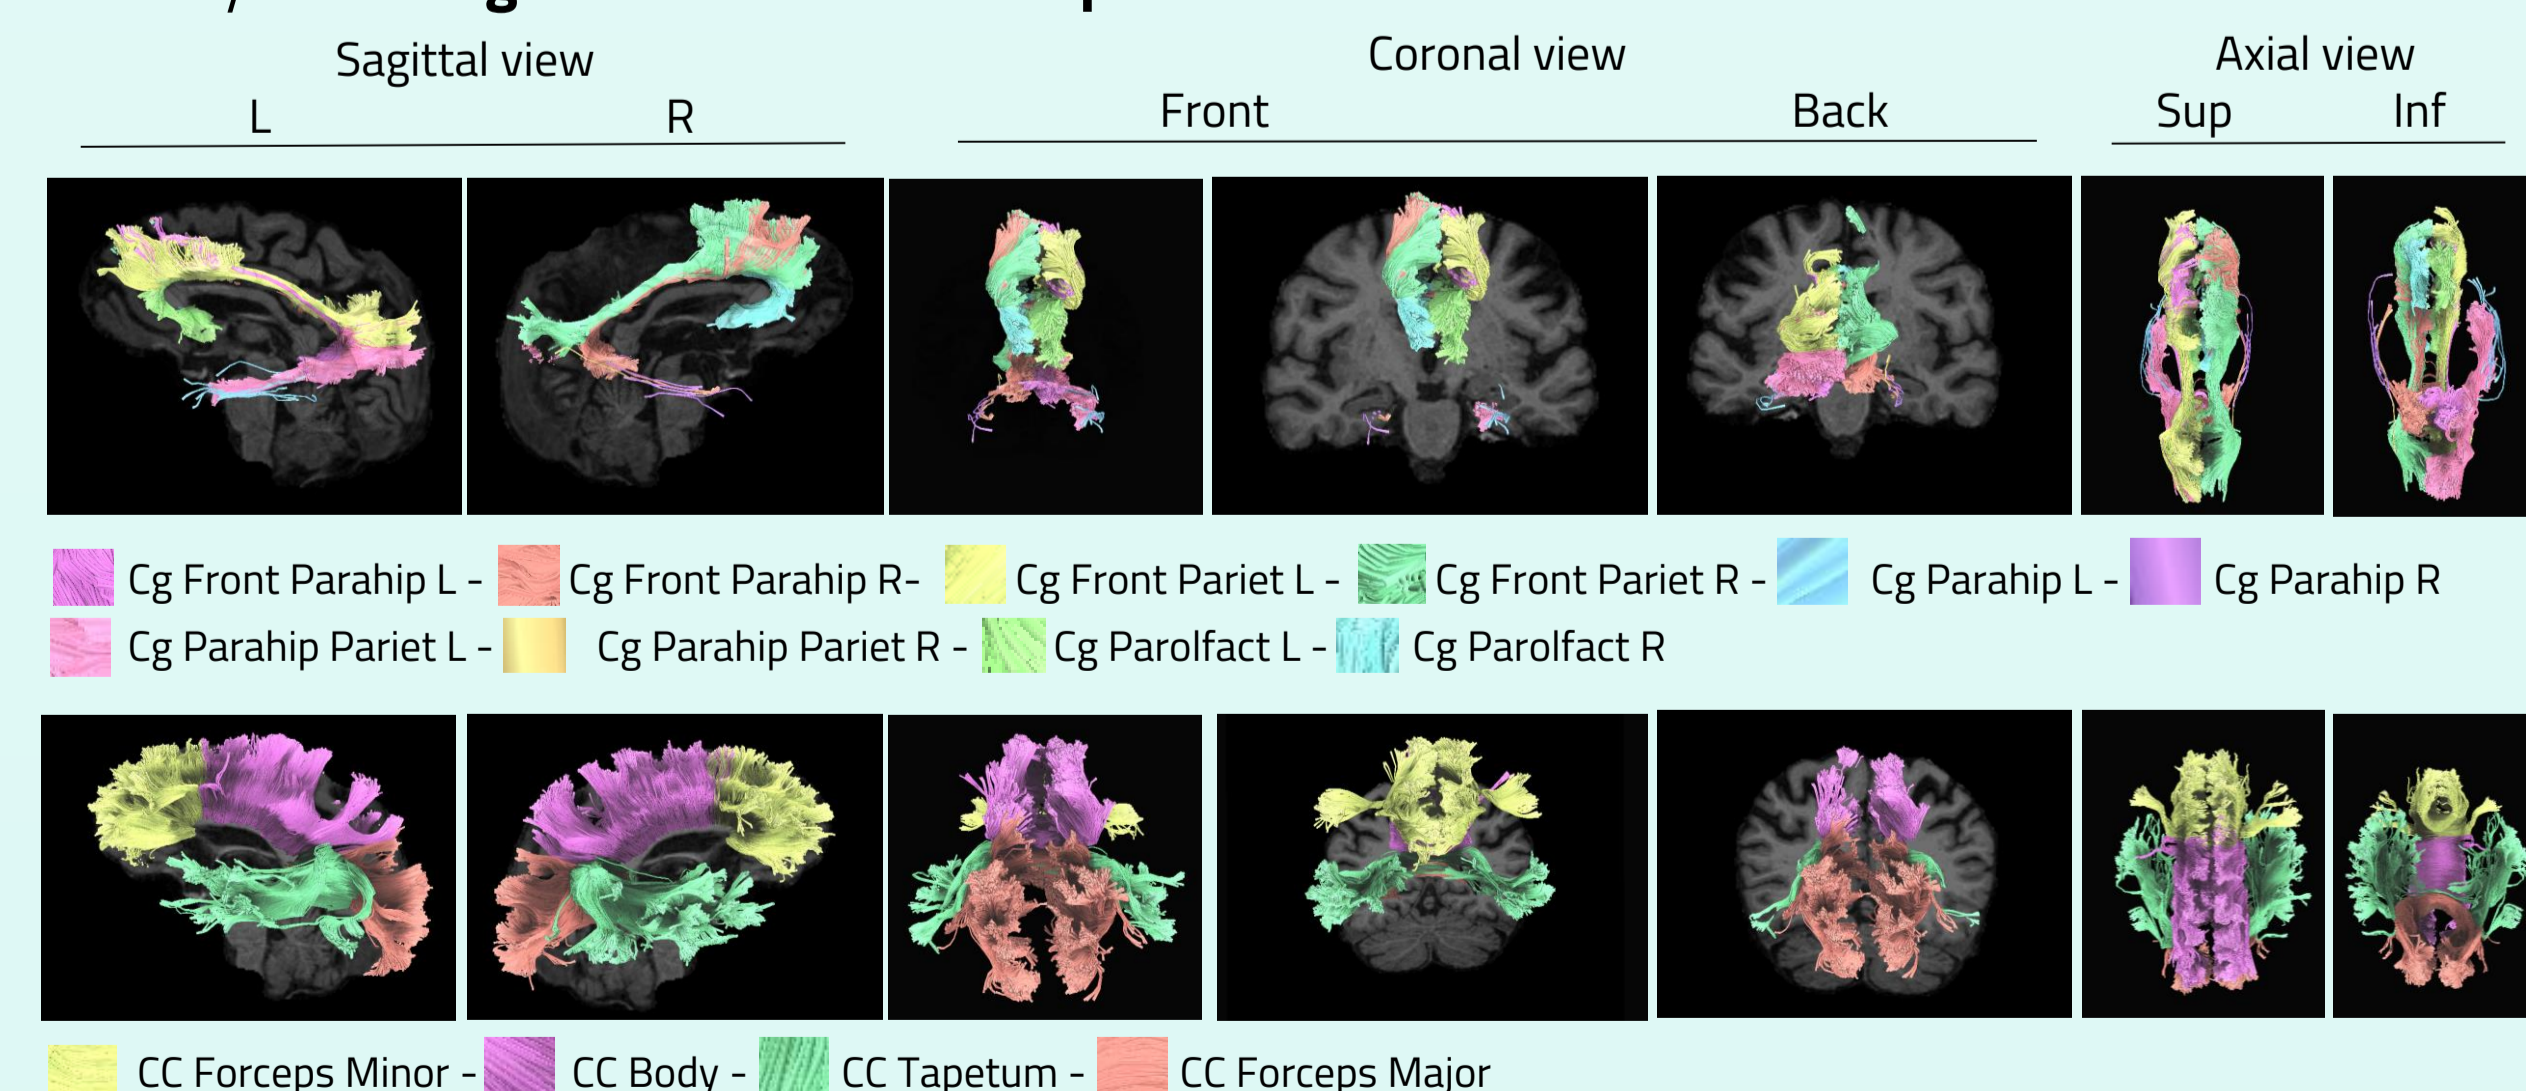 Sagittal view
Coronal view
Axial view
L
R
Front
Back
Sup
Inf
Cg Front Parahip L - Cg Front Parahip R- Cg Front Pariet L - Cg Front Pariet R - Cg Parahip L - Cg Parahip R
Cg Parahip Pariet L - Cg Parahip Pariet R - Cg Parolfact L - Cg Parolfact R
CC Forceps Minor - CC Body - CC Tapetum - CC Forceps Major